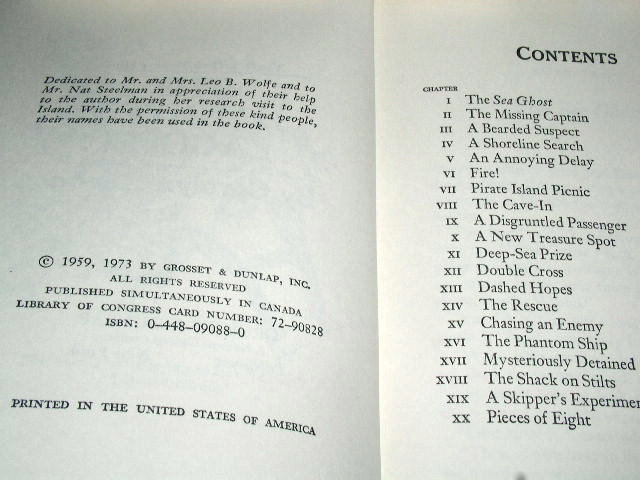 Dedicated to Mr. and Mrs. Leo B. Wolfe and to
Mr. Nat Steelman in appreciation of their help
to the author during her research visit to the
Island. With the permission of these kind people,
their names have been used in the book.
© 1959, 1973 BY GROSSET & DUNLAP, INC.
ALL RIGHTS RESERVED
PUBLISHED SIMULTANEOUSLY IN CANADA
LIBRARY OF CONGRESS CARD NUMBER: 72-90828
ISBN: 0-448-09088-0
PRINTED IN THE UNITED STATES OF AMERICA
CONTENTS
CHAPTER
I The Sea Ghost
II The Missing Captain
III A Bearded Suspect
IV A Shoreline Search
V An Annoying Delay
VI Fire!
VII Pirate Island Picnic
VIII The Cave-In
IX A Disgruntled Passenger
X A New Treasure Spot
XI Deep-Sea Prize
XII Double Cross
XIII Dashed Hopes
XIV The Rescue
XV Chasing an Enemy
XVI The Phantom Ship
XVII Mysteriously Detained
XVIII The Shack on Stilts
XIX A Skipper's Experimen
XX Pieces of Eight